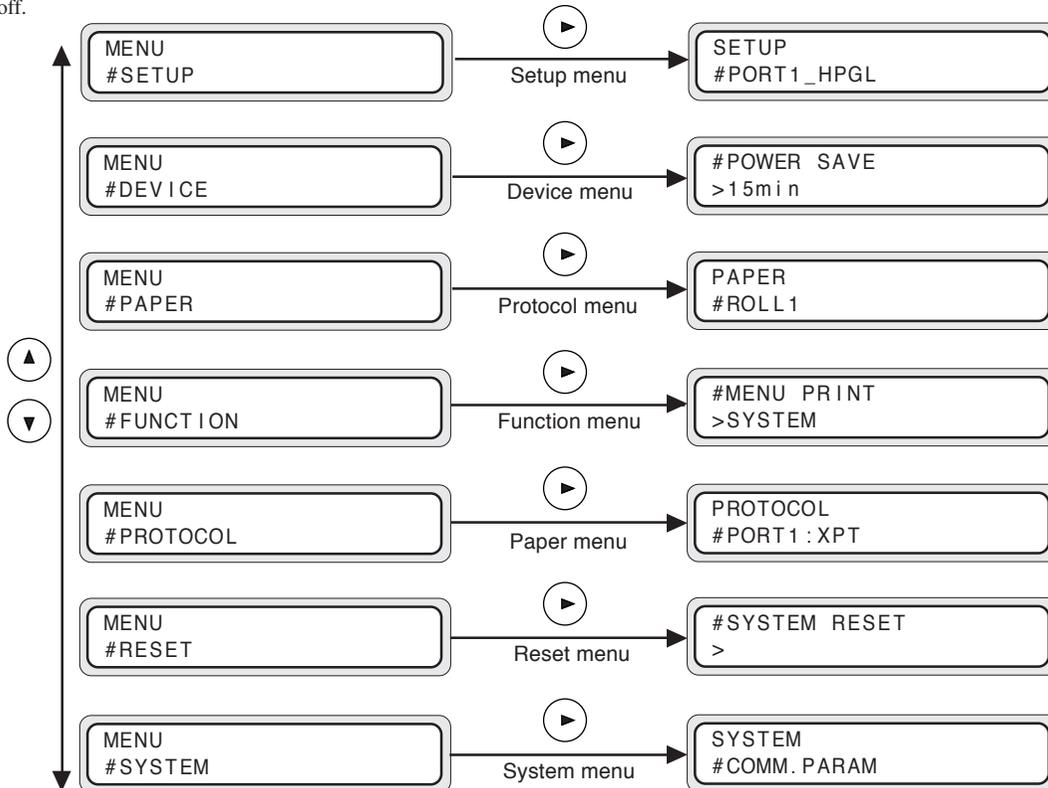 off.
MENU
#SETUP
Setup menu
SETUP
#PORT1_HPGL
MENU
#DEVICE
Device menu
#POWER SAVE
>15min
MENU
#PAPER
Protocol menu
PAPER
#ROLL1
MENU
#FUNCTION
Function menu
#MENU PRINT
>SYSTEM
MENU
#PROTOCOL
Paper menu
PROTOCOL
#PORT1:XPT
MENU
#RESET
Reset menu
#SYSTEM RESET
>
MENU
#SYSTEM
System menu
SYSTEM
#COMM.PARAM